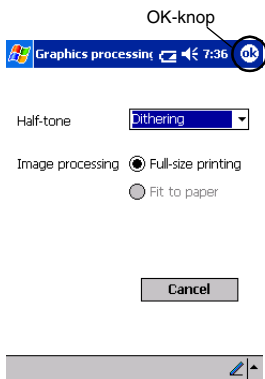 OK-knop
Graphics processing 7:36 ok
Half-tone Dithering
Image processing Full-size printing
Fit to paper
Cancel